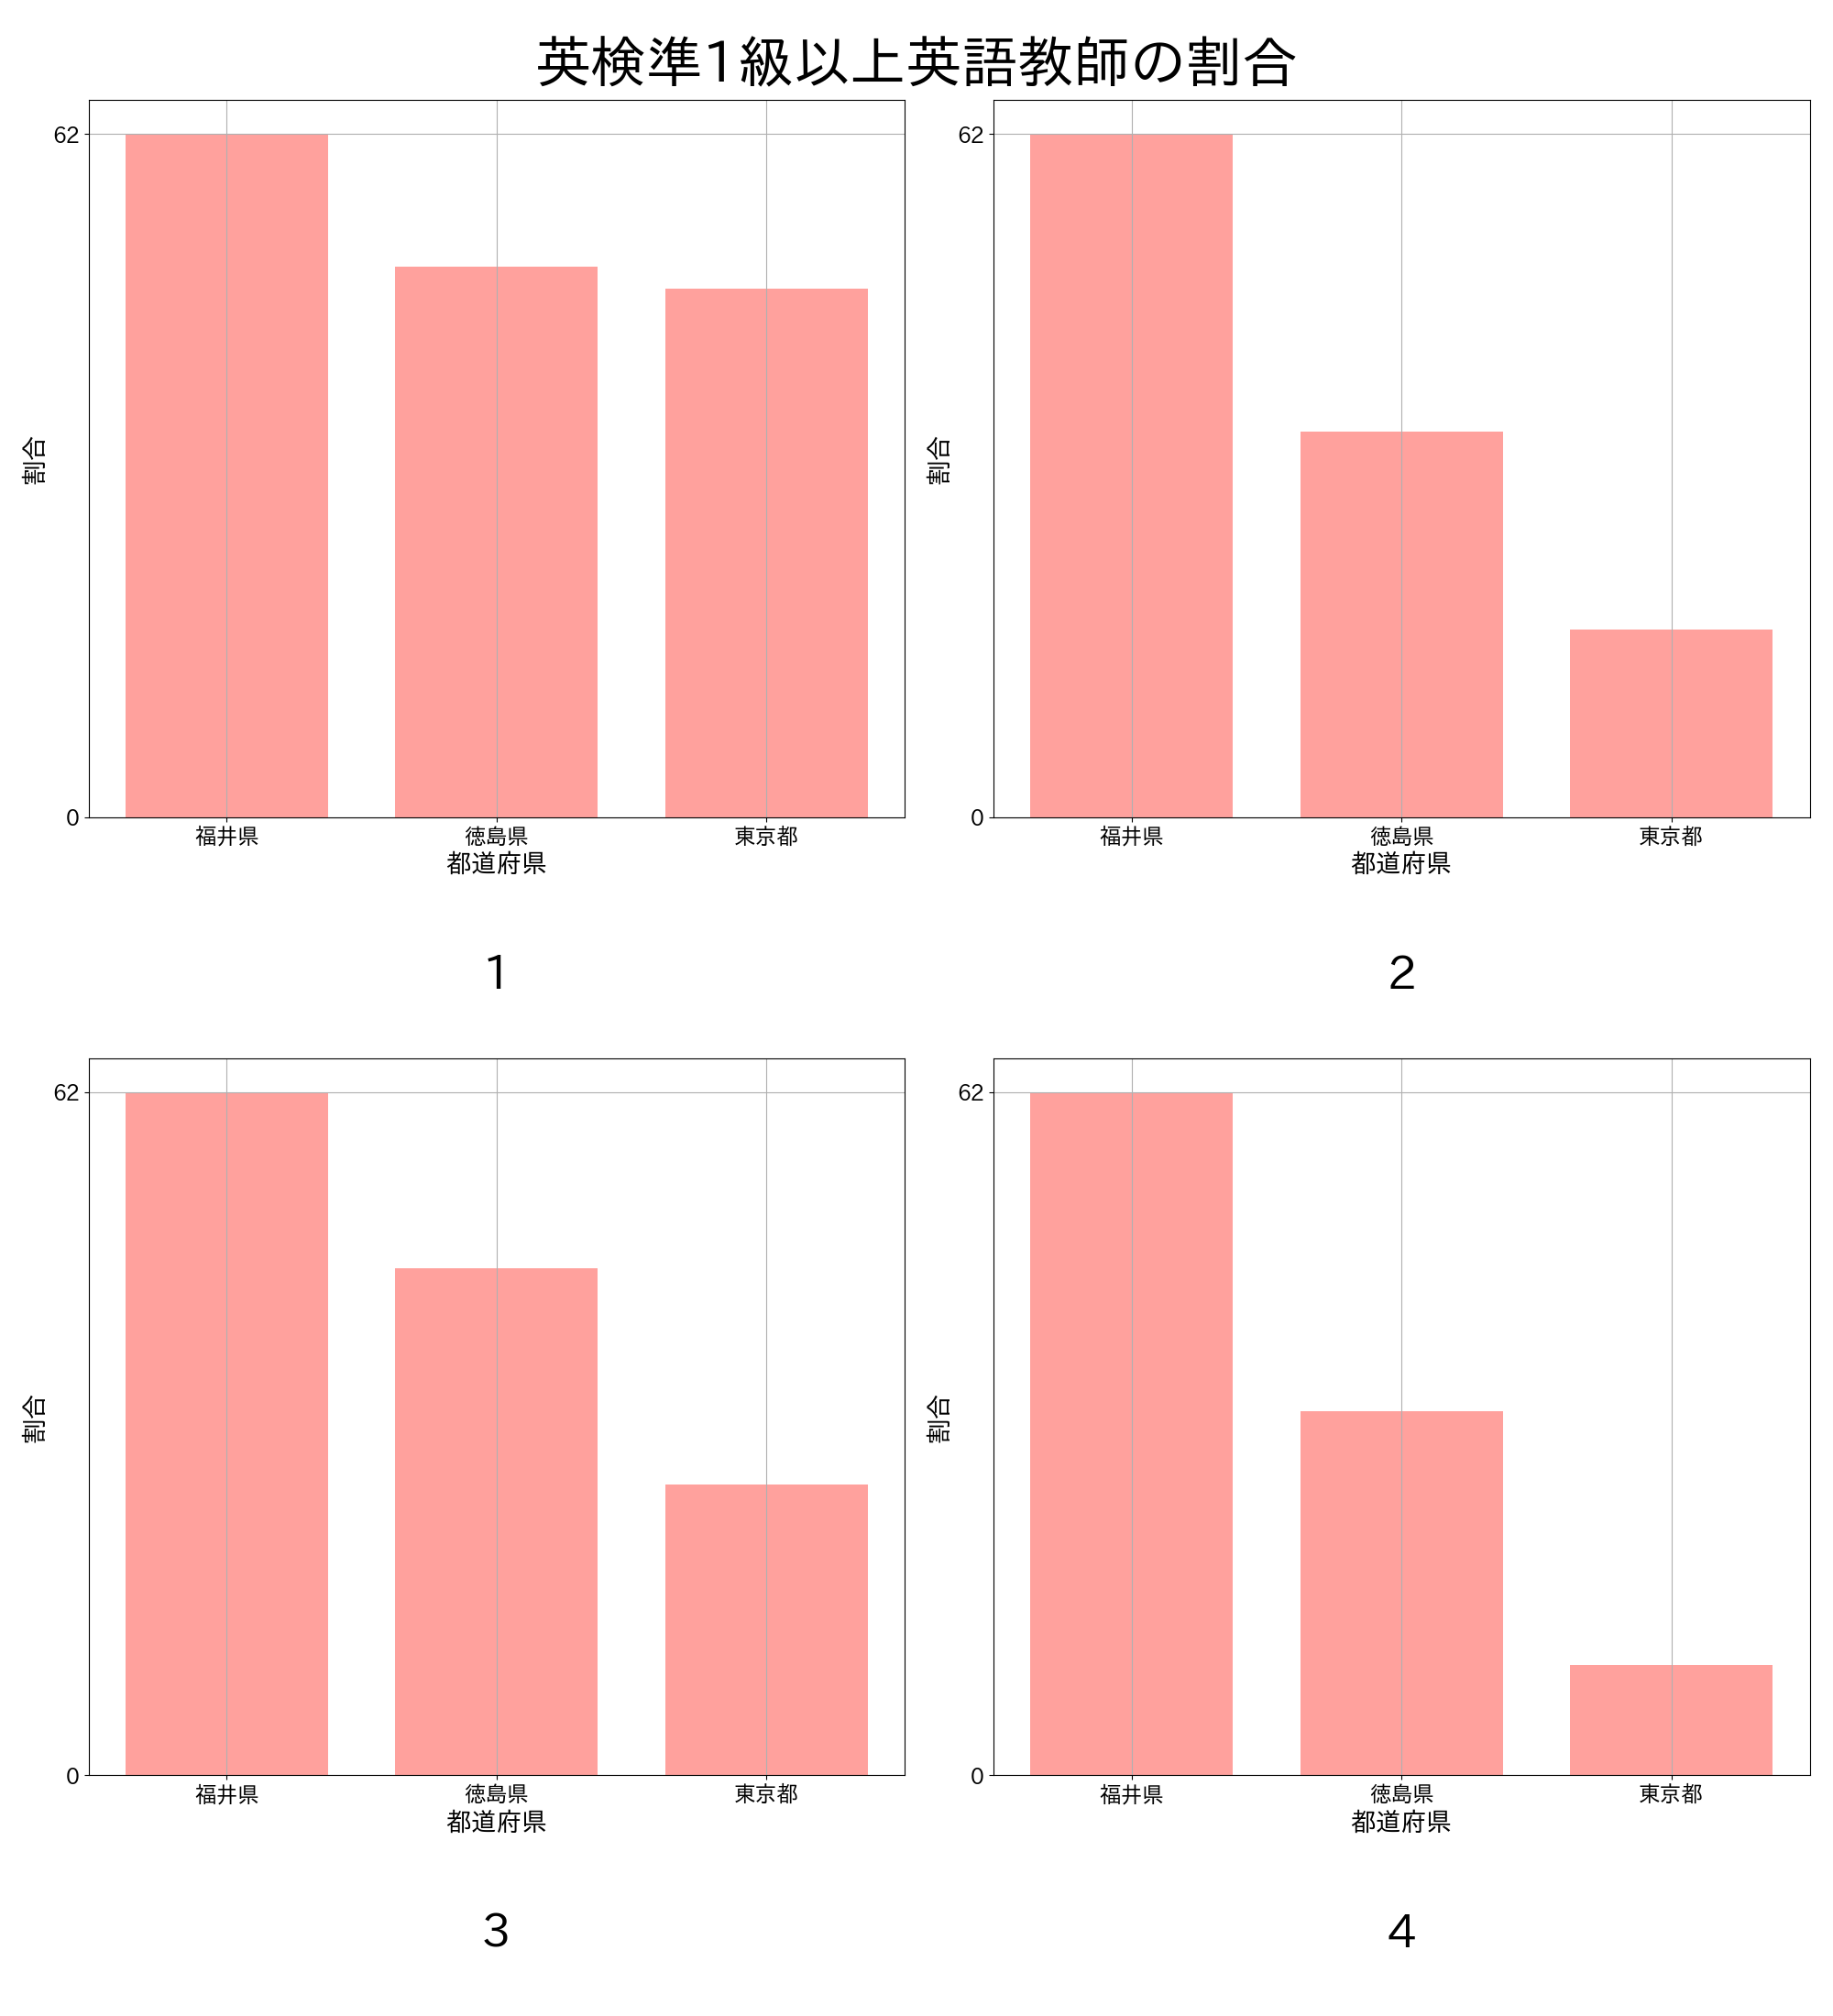 英検準1級以上英語教師の割合
62
割合
0
福井県 徳島県 東京都
都道府県
1
62
割合
0
福井県 徳島県 東京都
都道府県
2
62
割合
0
福井県 徳島県 東京都
都道府県
3
62
割合
0
福井県 徳島県 東京都
都道府県
4